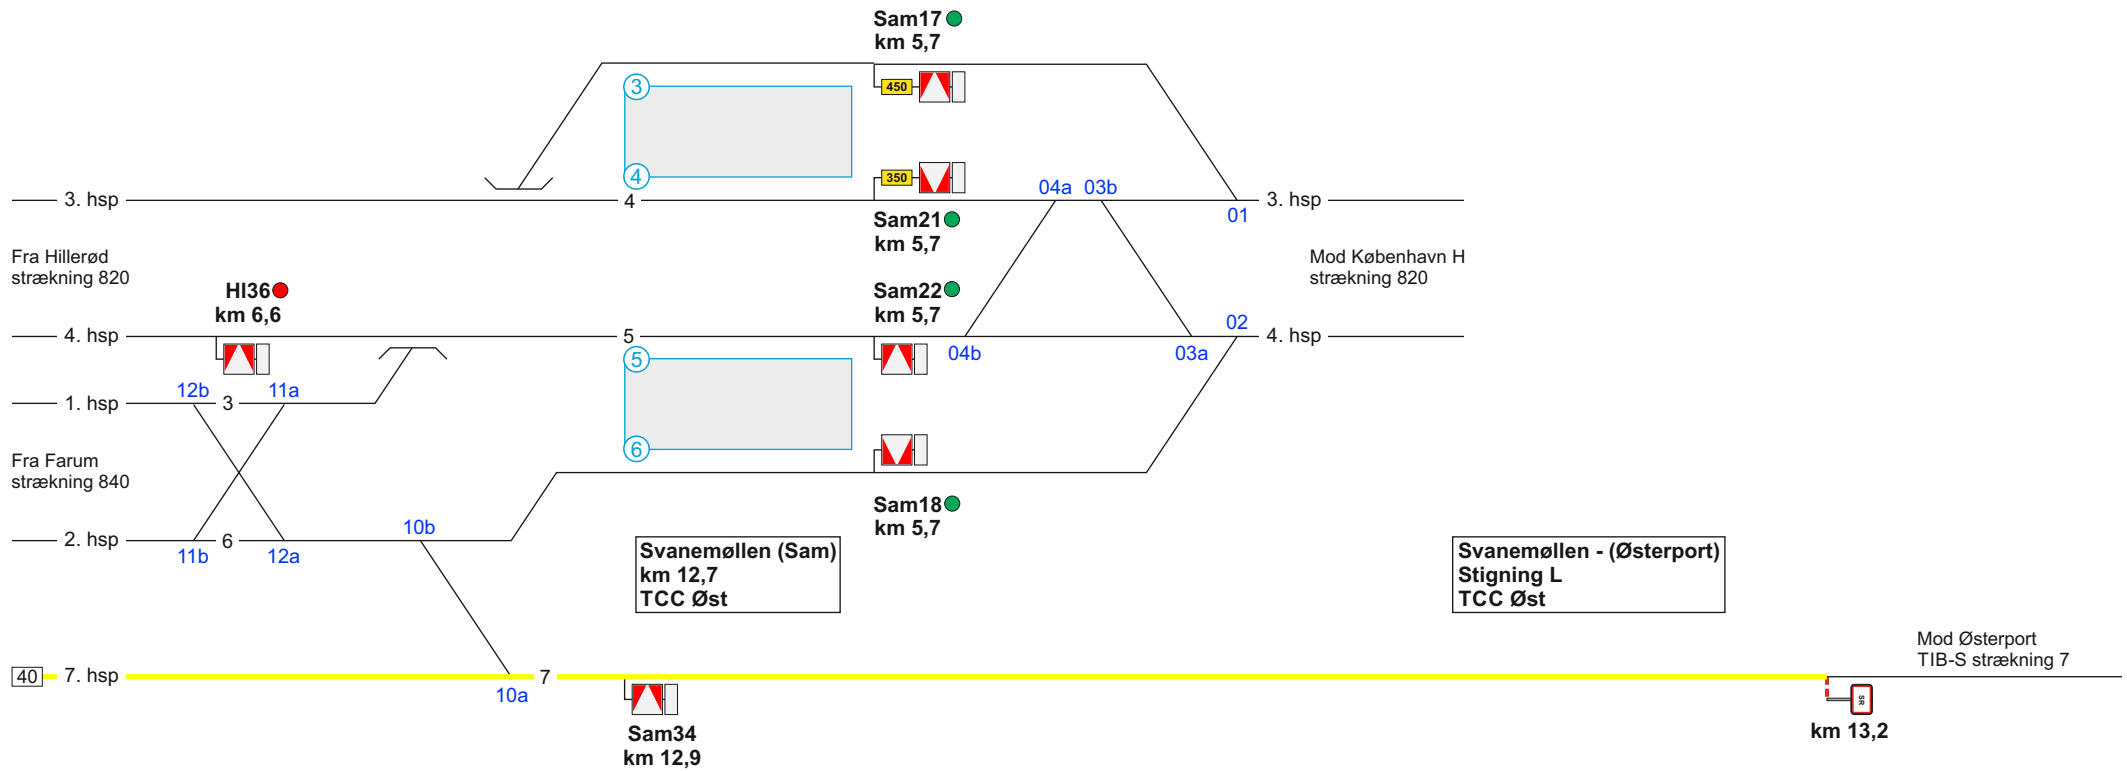 Sam17
km 5,7
450
3
4
350
3. hsp
4
04a 03b
3. hsp
01
Sam21
km 5,7
Fra Hillerød
strækning 820
Mod København H
strækning 820
HI36
km 6,6
Sam22
km 5,7
02
4. hsp
5
4. hsp
5
04b
03a
12b
11a
1. hsp
3
6
Fra Farum
strækning 840
Sam18
km 5,7
10b
2. hsp
6
11b
12a
Svanemøllen (Sam)
km 12,7
TCC Øst
Svanemøllen - (Østerport)
Stigning L
TCC Øst
Mod Østerport
TIB-S strækning 7
40
7. hsp
7
10a
SR
Sam34
km 12,9
km 13,2